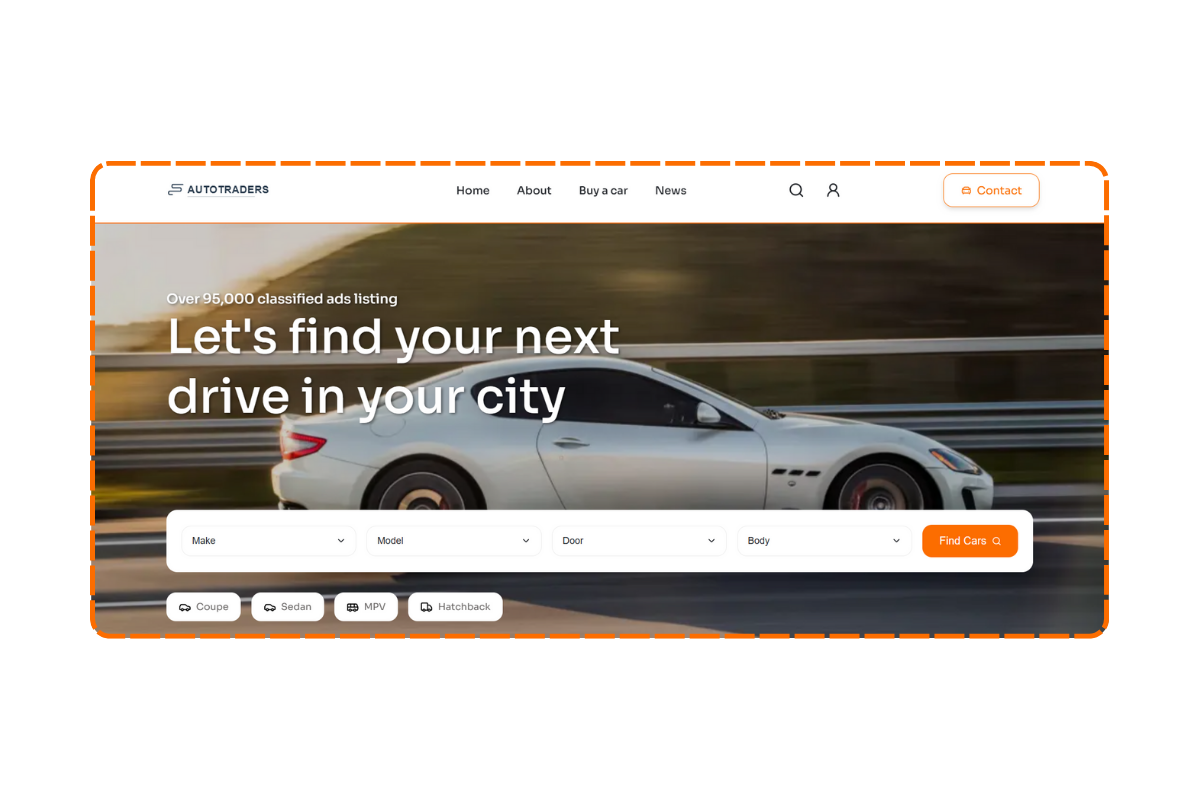 AUTOTRADERS
Home
About
Buy a car
News
Contact
Over 95,000 classified ads listing
Let's find your next
drive in your city
Make
Model
Door
Body
Find Cars
Coupe
Sedan
MPV
Hatchback